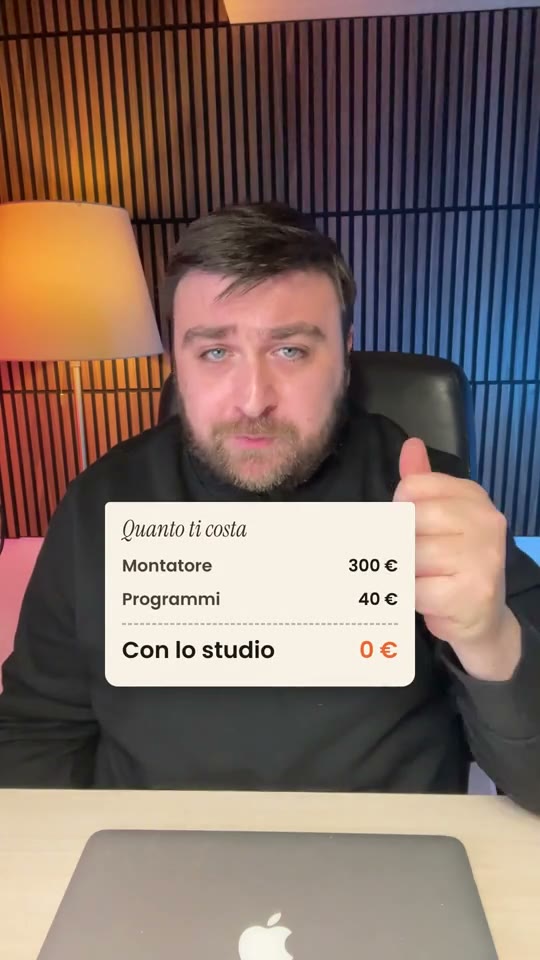 Quanto ti costa
Montatore 300 €
Programmi 40 €
Con lo studio 0 €